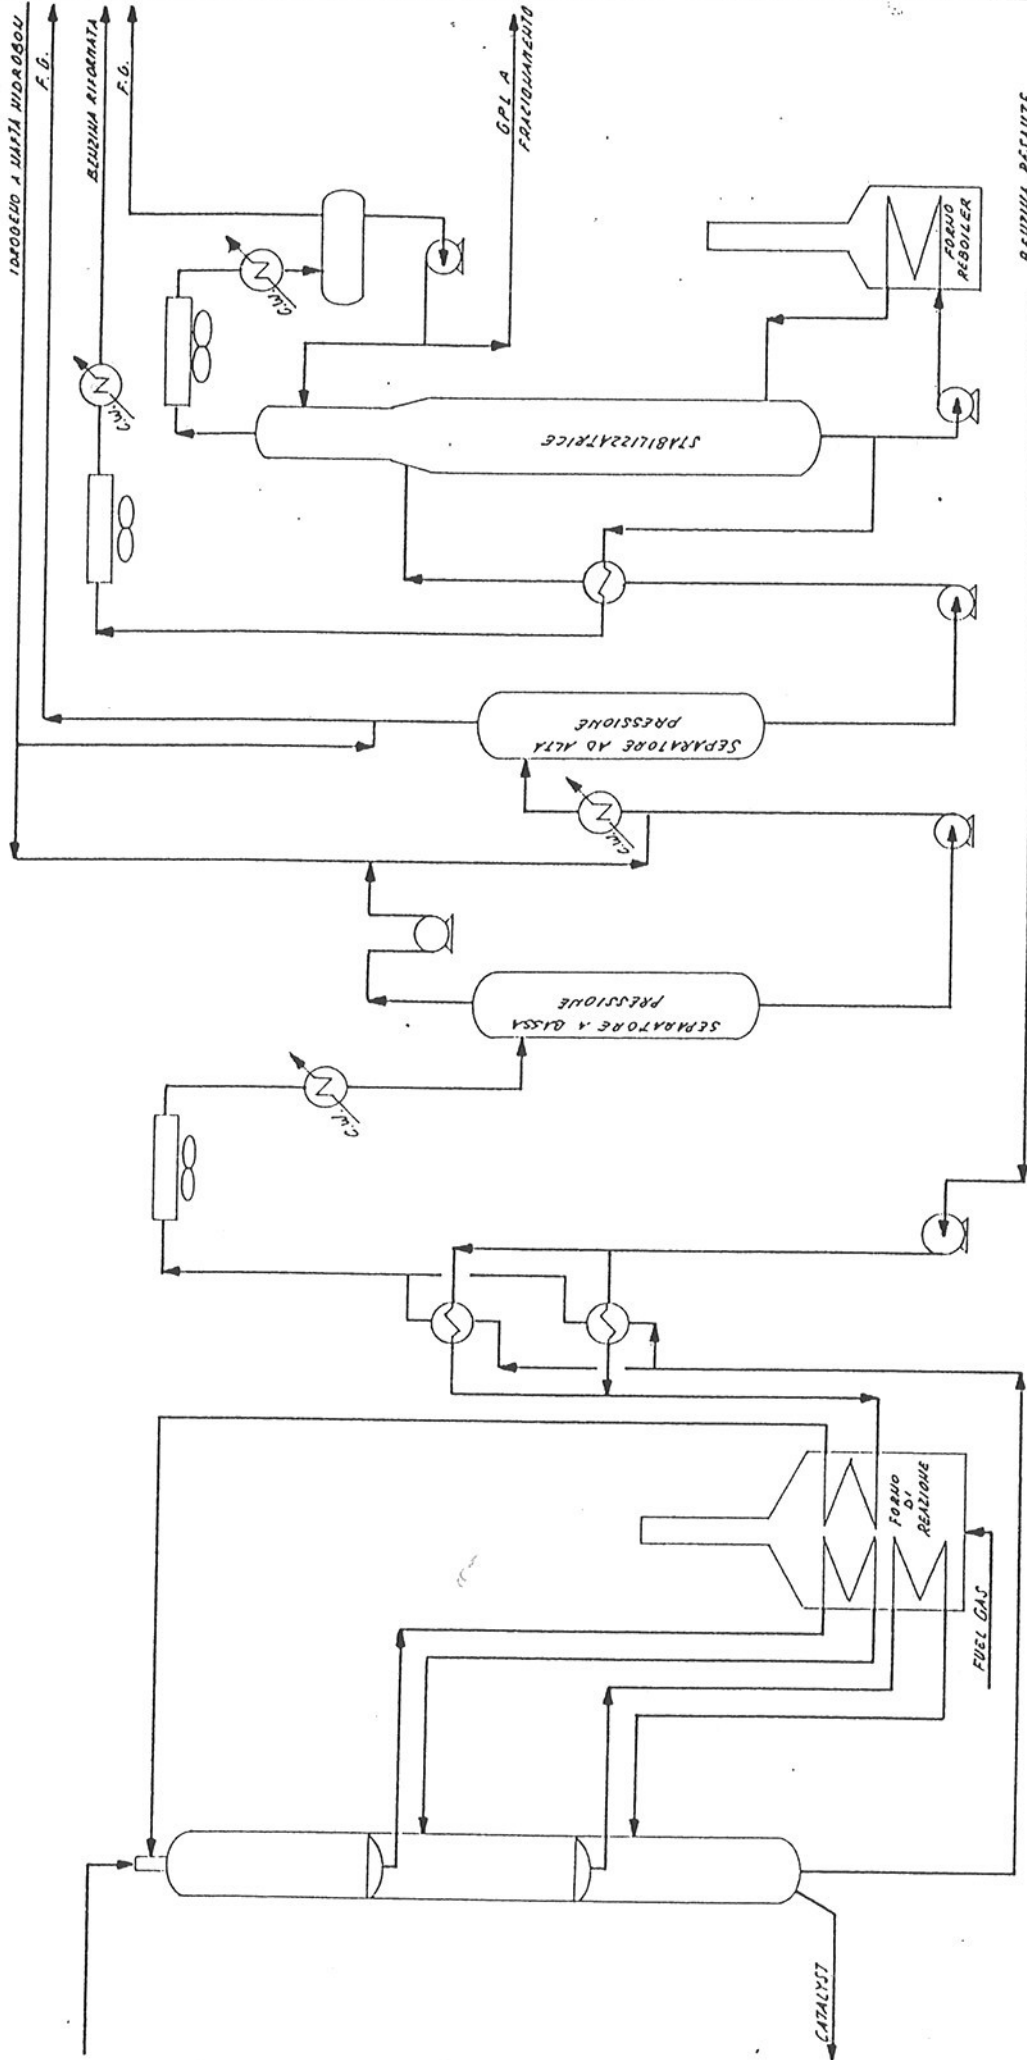 IDROGENO A NAFTA HIDROBON
F.G.
BENZINA RIFORMATA
F.G.
GPL A
FRAZIONAMENTO
C.W.
C.W.
FORNO
REBOILER
STABILIZZATRICE
SEPARATORE AD ALTA
PRESSIONE
C.W.
SEPARATORE A BASSA
PRESSIONE
C.W.
FORNO
DI
REAZIONE
FUEL GAS
CATALYST